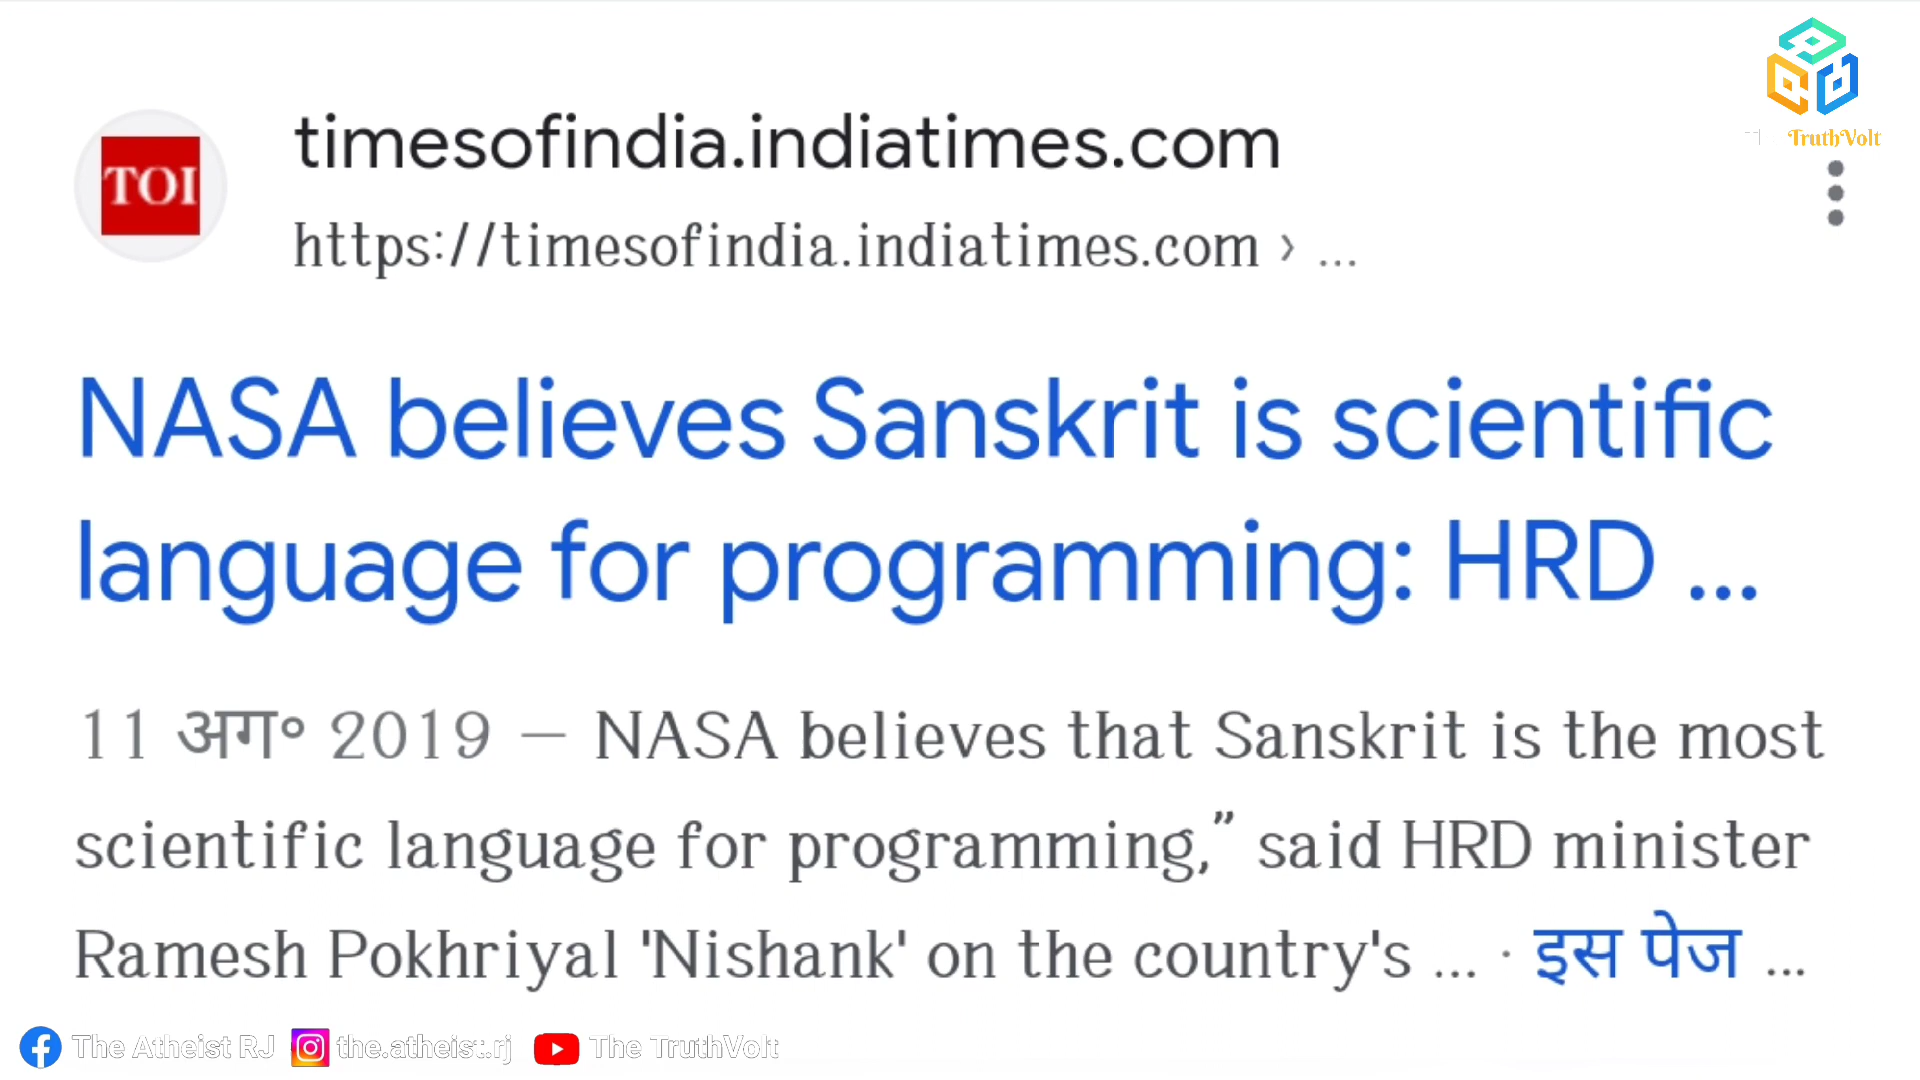 TruthVolt
TOI
timesofindia.indiatimes.com
https://timesofindia.indiatimes.com › ...
NASA believes Sanskrit is scientific
language for programming: HRD ...
11 अग॰ 2019 — NASA believes that Sanskrit is the most
scientific language for programming,” said HRD minister
Ramesh Pokhriyal 'Nishank' on the country's ... · इस पेज ...
The Atheist RJ the.atheist.rj The TruthVolt